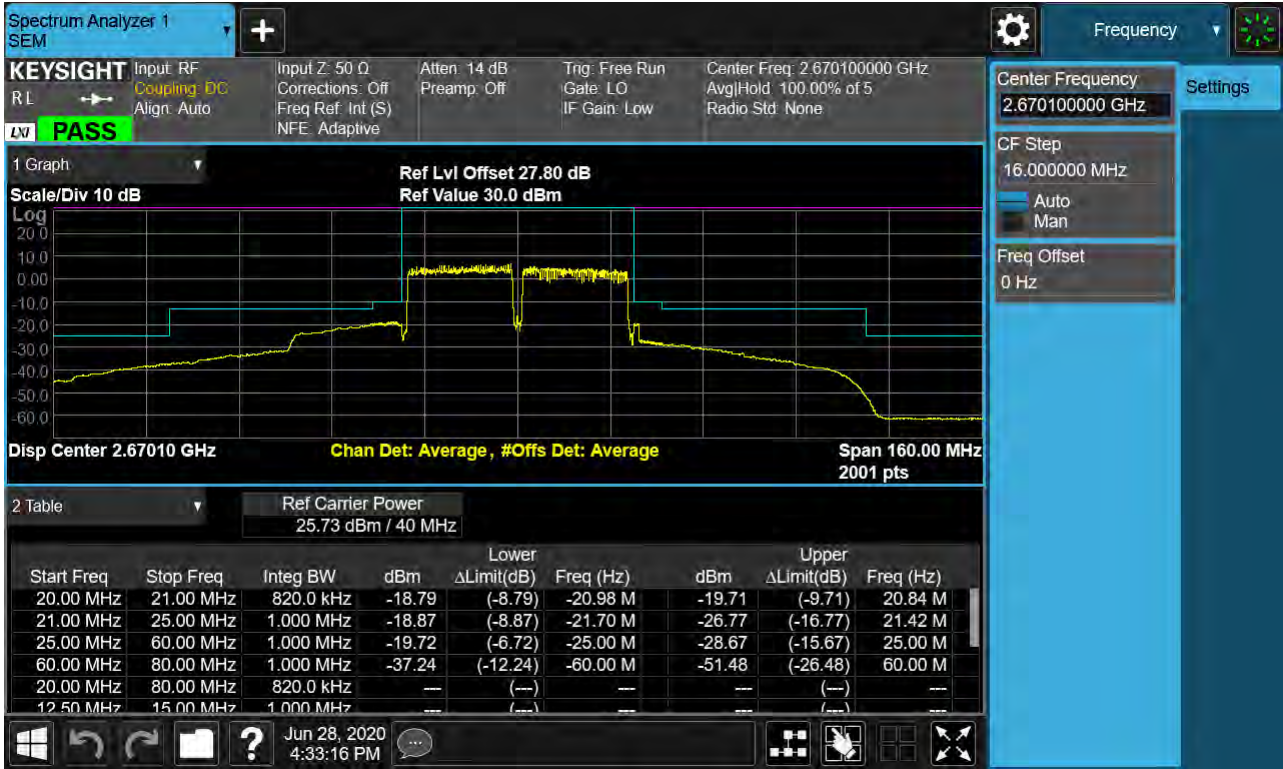 Spectrum Analyzer 1
SEM
Frequency
KEYSIGHT
RL
LXI
PASS
Input: RF
Coupling: DC
Align: Auto
Input Z: 50 Ω
Corrections: Off
Freq Ref: Int (S)
NFE: Adaptive
Atten: 14 dB
Preamp: Off
Trig: Free Run
Gate: LO
IF Gain: Low
Center Freq: 2.670100000 GHz
Avg|Hold: 100.00% of 5
Radio Std: None
Center Frequency
2.670100000 GHz
Settings
CF Step
16.000000 MHz
Auto
Man
Freq Offset
0 Hz
1 Graph
Scale/Div 10 dB
Ref Lvl Offset 27.80 dB
Ref Value 30.0 dBm
Log
20.0
10.0
0.00
-10.0
-20.0
-30.0
-40.0
-50.0
-60.0
Disp Center 2.67010 GHz
Chan Det: Average, #Offs Det: Average
Span 160.00 MHz
2001 pts
2 Table
Ref Carrier Power
25.73 dBm / 40 MHz
Lower Upper
Start Freq Stop Freq Integ BW dBm ΔLimit(dB) Freq (Hz) dBm ΔLimit(dB) Freq (Hz)
20.00 MHz 21.00 MHz 820.0 kHz -18.79 (-8.79) -20.98 M -19.71 (-9.71) 20.84 M
21.00 MHz 25.00 MHz 1.000 MHz -18.87 (-8.87) -21.70 M -26.77 (-16.77) 21.42 M
25.00 MHz 60.00 MHz 1.000 MHz -19.72 (-6.72) -25.00 M -28.67 (-15.67) 25.00 M
60.00 MHz 80.00 MHz 1.000 MHz -37.24 (-12.24) -60.00 M -51.48 (-26.48) 60.00 M
20.00 MHz 80.00 MHz 820.0 kHz --- (---) --- --- (---) ---
12.50 MHz 15.00 MHz 1.000 MHz --- (---) --- --- (---) ---
Jun 28, 2020
4:33:16 PM